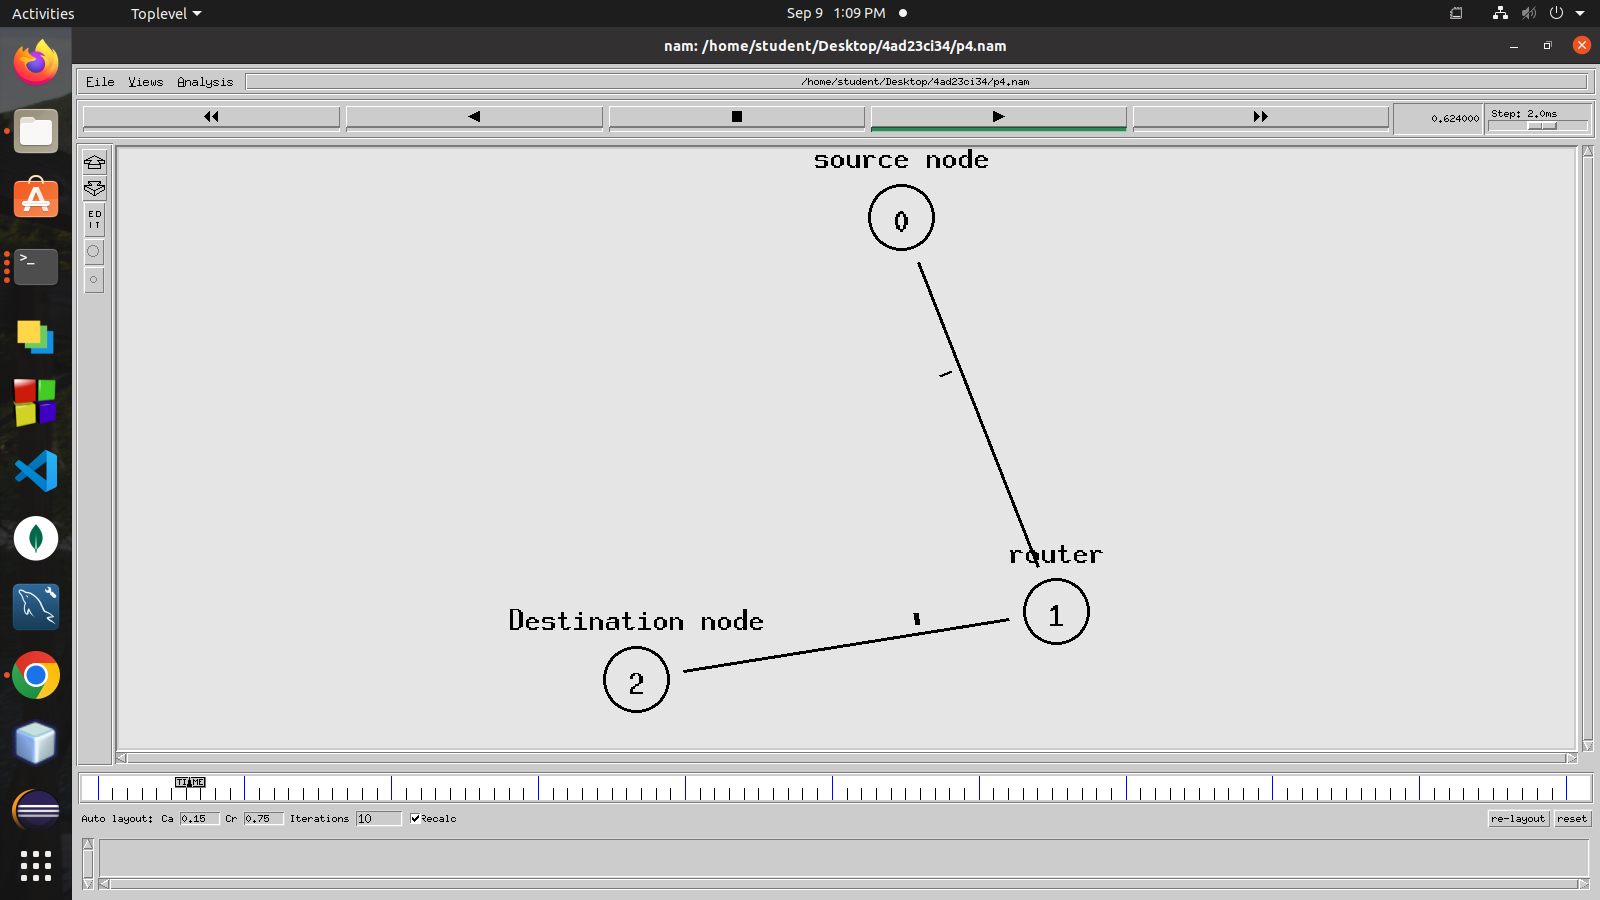 Activities
Toplevel
Sep 9 1:09 PM
nam: /home/student/Desktop/4ad23ci34/p4.nam
File Views Analysis
/home/student/Desktop/4ad23ci34/p4.nam
0.624000
Step: 2.0ms
ED
IT
source node
0
router
1
Destination node
2
TIME
Auto layout: Ca 0.15 Cr 0.75 Iterations 10 Recalc
re-layout reset